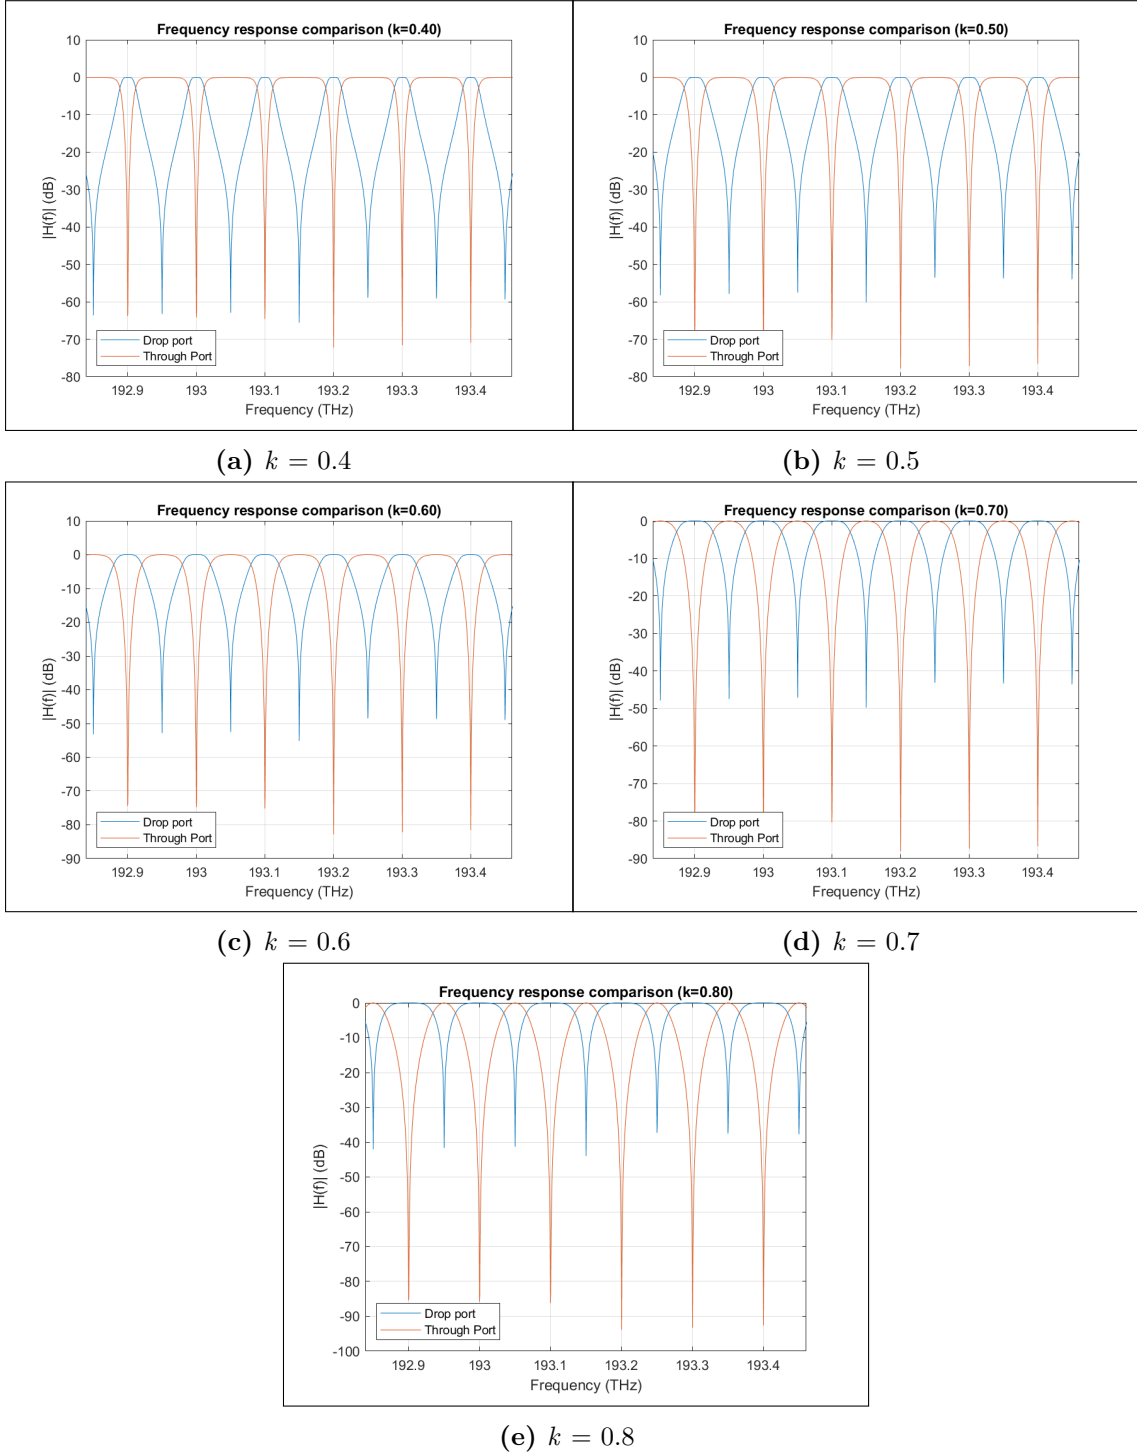 Frequency response comparison (k=0.40)
10
0
-10
-20
-30
-40
-50
-60
-70
-80
|H(f)| (dB)
Drop port
Through Port
192.9 193 193.1 193.2 193.3 193.4
Frequency (THz)
(a) k = 0.4
Frequency response comparison (k=0.50)
10
0
-10
-20
-30
-40
-50
-60
-70
-80
|H(f)| (dB)
Drop port
Through Port
192.9 193 193.1 193.2 193.3 193.4
Frequency (THz)
(b) k = 0.5
Frequency response comparison (k=0.60)
10
0
-10
-20
-30
-40
-50
-60
-70
-80
-90
|H(f)| (dB)
Drop port
Through Port
192.9 193 193.1 193.2 193.3 193.4
Frequency (THz)
(c) k = 0.6
Frequency response comparison (k=0.70)
0
-10
-20
-30
-40
-50
-60
-70
-80
-90
|H(f)| (dB)
Drop port
Through Port
192.9 193 193.1 193.2 193.3 193.4
Frequency (THz)
(d) k = 0.7
Frequency response comparison (k=0.80)
0
-10
-20
-30
-40
-50
-60
-70
-80
-90
-100
|H(f)| (dB)
Drop port
Through Port
192.9 193 193.1 193.2 193.3 193.4
Frequency (THz)
(e) k = 0.8